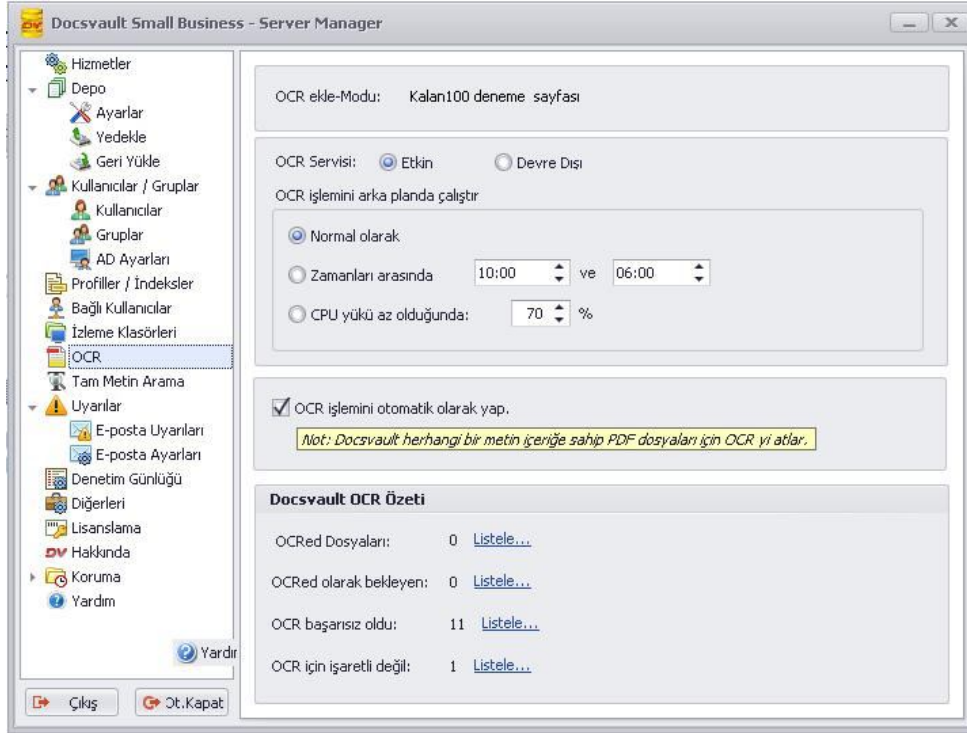 Docsvault Small Business - Server Manager
Hizmetler
Depo
Ayarlar
Yedekle
Geri Yükle
Kullanıcılar / Gruplar
Kullanıcılar
Gruplar
AD Ayarları
Profiller / İndeksler
Bağlı Kullanıcılar
İzleme Klasörleri
OCR
Tam Metin Arama
Uyarılar
E-posta Uyarıları
E-posta Ayarları
Denetim Günlüğü
Diğerleri
Lisanslama
DV Hakkında
Koruma
Yardım
Yardır
Çıkış
Ot.Kapat
OCR ekle-Modu: Kalan100 deneme sayfası
OCR Servisi: Etkin Devre Dışı
OCR işlemini arka planda çalıştır
Normal olarak
Zamanları arasında 10:00 ve 06:00
CPU yükü az olduğunda: 70 %
OCR işlemini otomatik olarak yap.
Not: Docsvault herhangi bir metin içeriğe sahip PDF dosyaları için OCR yi atlar.
Docsvault OCR Özeti
OCRed Dosyaları: 0 Listele...
OCRed olarak bekleyen: 0 Listele...
OCR başarısız oldu: 11 Listele...
OCR için işaretli değil: 1 Listele...